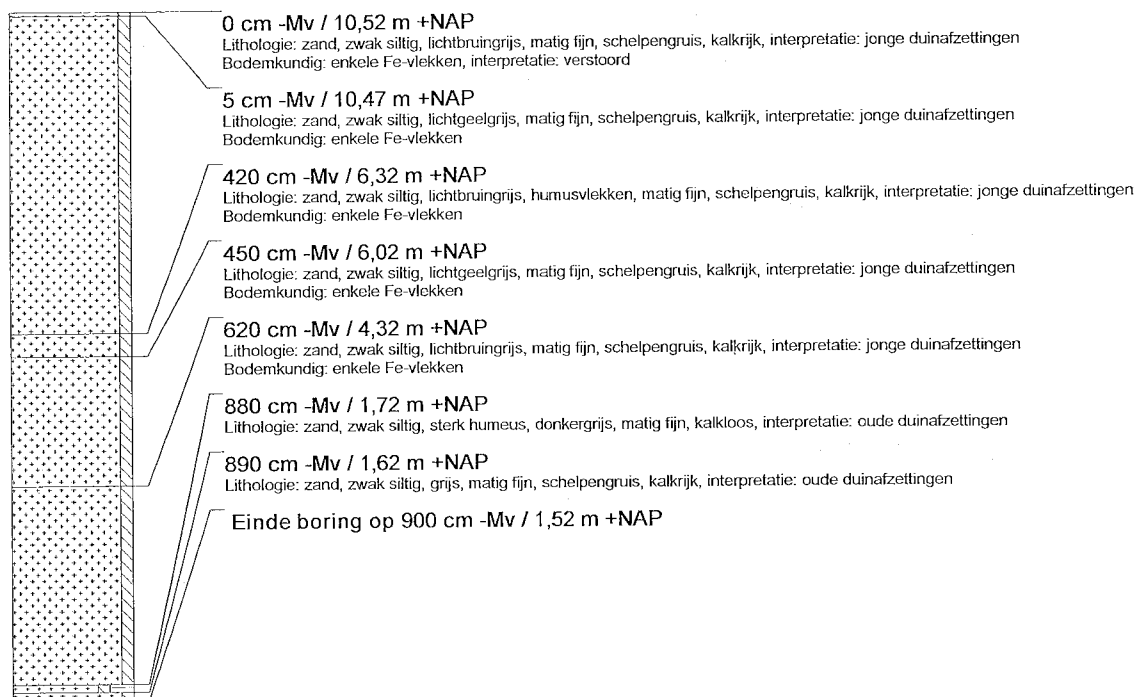 0 cm -Mv / 10,52 m +NAP
Lithologie: zand, zwak siltig, lichtbruingrijs, matig fijn, schelpengruis, kalkrijk, interpretatie: jonge duinafzettingen
Bodemkundig: enkele Fe-vlekken, interpretatie: verstoord
5 cm -Mv / 10,47 m +NAP
Lithologie: zand, zwak siltig, lichtgeelgrijs, matig fijn, schelpengruis, kalkrijk, interpretatie: jonge duinafzettingen
Bodemkundig: enkele Fe-vlekken
420 cm -Mv / 6,32 m +NAP
Lithologie: zand, zwak siltig, lichtbruingrijs, humusvlekken, matig fijn, schelpengruis, kalkrijk, interpretatie: jonge duinafzettingen
Bodemkundig: enkele Fe-vlekken
450 cm -Mv / 6,02 m +NAP
Lithologie: zand, zwak siltig, lichtgeelgrijs, matig fijn, schelpengruis, kalkrijk, interpretatie: jonge duinafzettingen
Bodemkundig: enkele Fe-vlekken
620 cm -Mv / 4,32 m +NAP
Lithologie: zand, zwak siltig, lichtbruingrijs, matig fijn, schelpengruis, kalkrijk, interpretatie: jonge duinafzettingen
Bodemkundig: enkele Fe-vlekken
880 cm -Mv / 1,72 m +NAP
Lithologie: zand, zwak siltig, sterk humeus, donkergrijs, matig fijn, kalkloos, interpretatie: oude duinafzettingen
890 cm -Mv / 1,62 m +NAP
Lithologie: zand, zwak siltig, grijs, matig fijn, schelpengruis, kalkrijk, interpretatie: oude duinafzettingen
Einde boring op 900 cm -Mv / 1,52 m +NAP